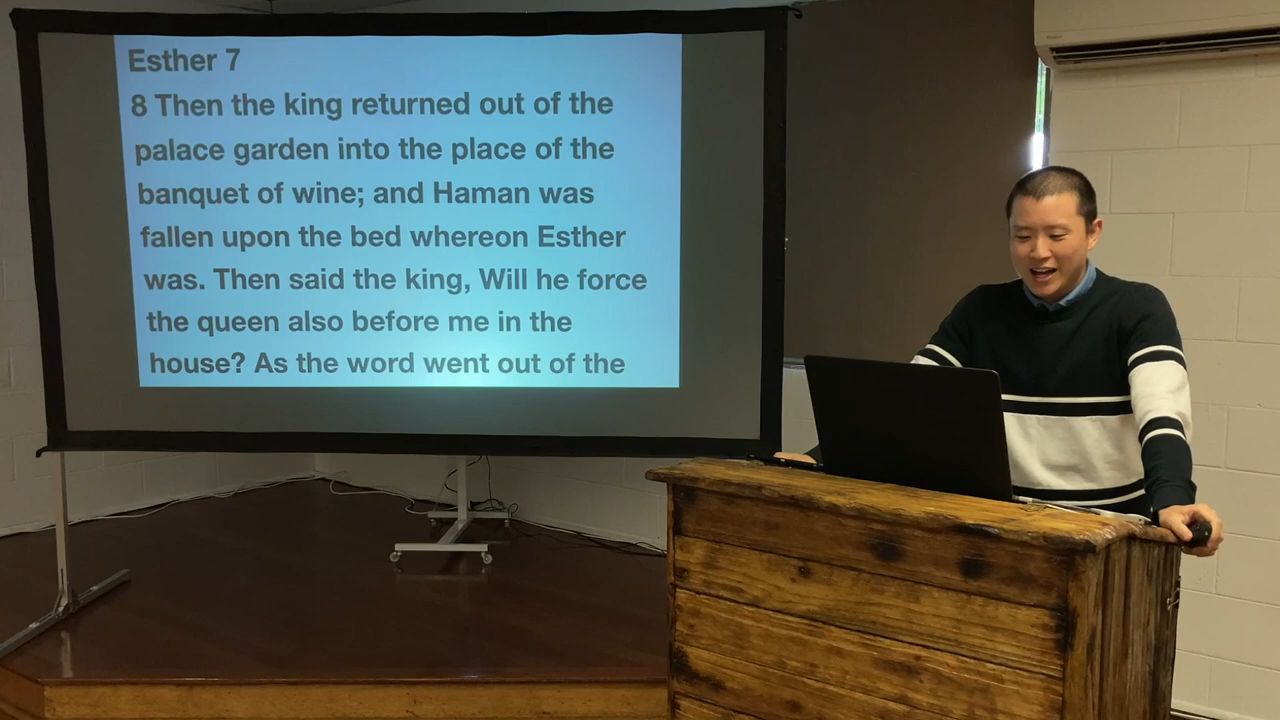 Esther 7
8 Then the king returned out of the
palace garden into the place of the
banquet of wine; and Haman was
fallen upon the bed whereon Esther
was. Then said the king, Will he force
the queen also before me in the
house? As the word went out of the